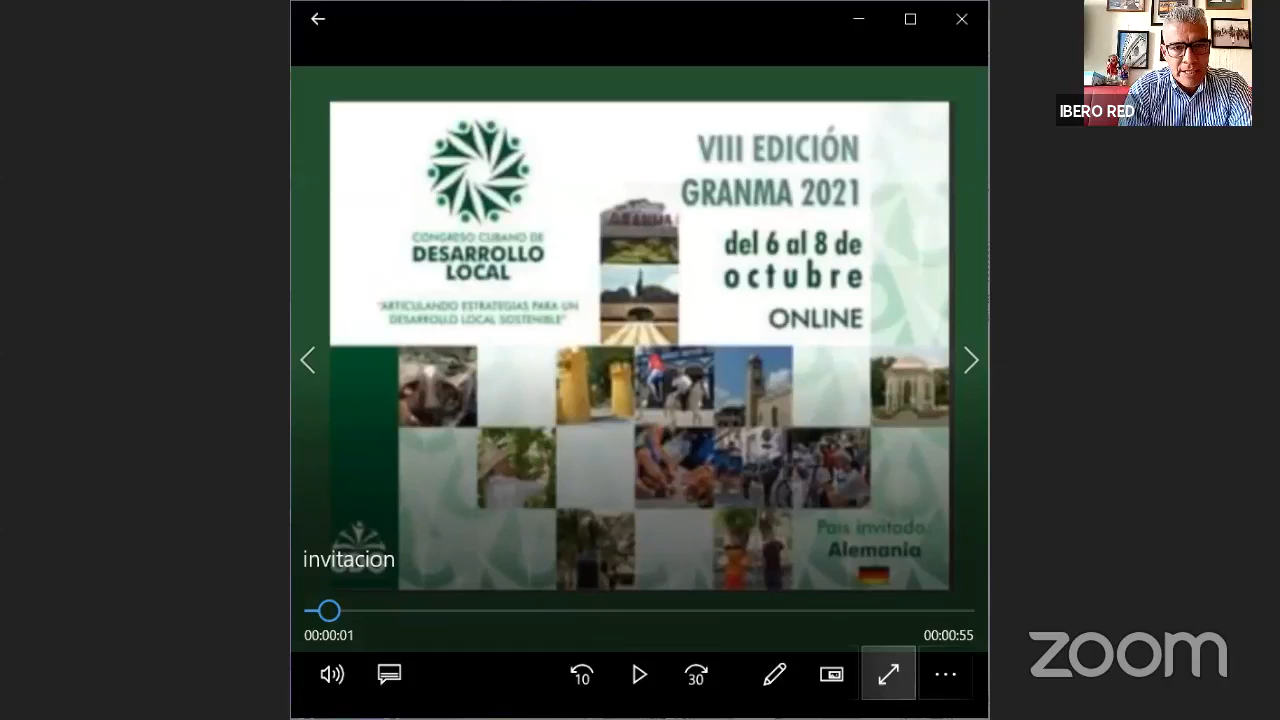 IBERO RED
VIII EDICIÓN
GRANMA 2021
del 6 al 8 de
octubre
ONLINE
CONGRESO CUBANO DE
DESARROLLO
LOCAL
"ARTICULANDO ESTRATEGIAS PARA UN
DESARROLLO LOCAL SOSTENIBLE"
GRANMA
País invitado:
Alemania
invitacion
00:00:01
00:00:55
10
30
zoom